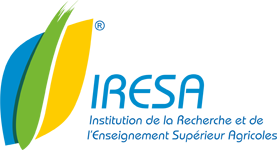 ®
IRESA
Institution de la Recherche et de
l'Enseignement Supérieur Agricoles